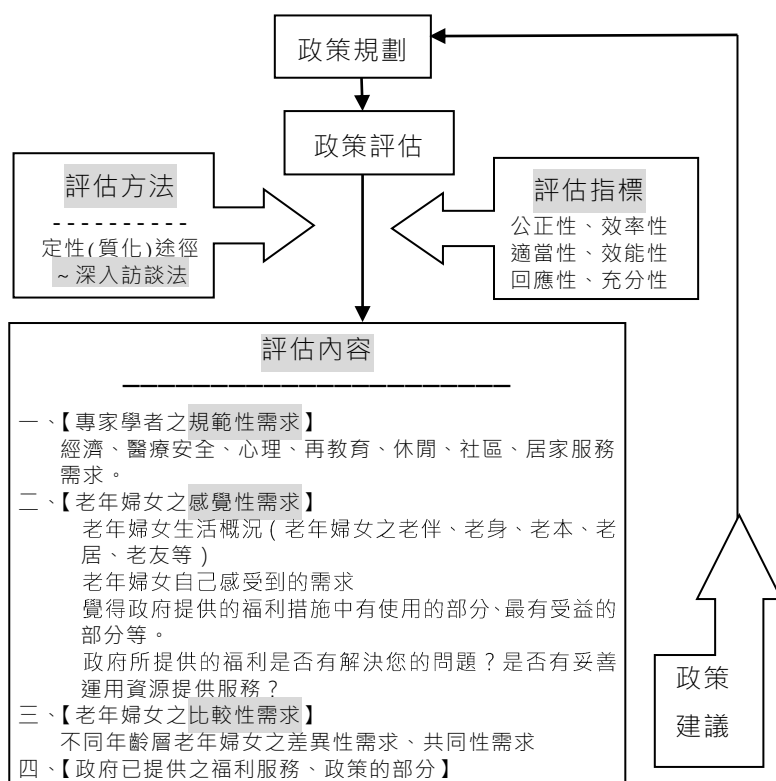 政策規劃
政策評估
評估方法
- - - - - - - - - - -
定性(質化)途徑
~深入訪談法
評估指標
公正性、效率性
適當性、效能性
回應性、充分性
評估內容
一、【專家學者之規範性需求】
經濟、醫療安全、心理、再教育、休閒、社區、居家服務
需求。
二、【老年婦女之感覺性需求】
老年婦女生活概況(老年婦女之老伴、老身、老本、老
居、老友等)
老年婦女自己感受到的需求
覺得政府提供的福利措施中有使用的部分、最有受益的
部分等。
政府所提供的福利是否有解決您的問題？是否有妥善
運用資源提供服務？
三、【老年婦女之比較性需求】
不同年齡層老年婦女之差異性需求、共同性需求
四、【政府已提供之福利服務、政策的部分】
政策
建議